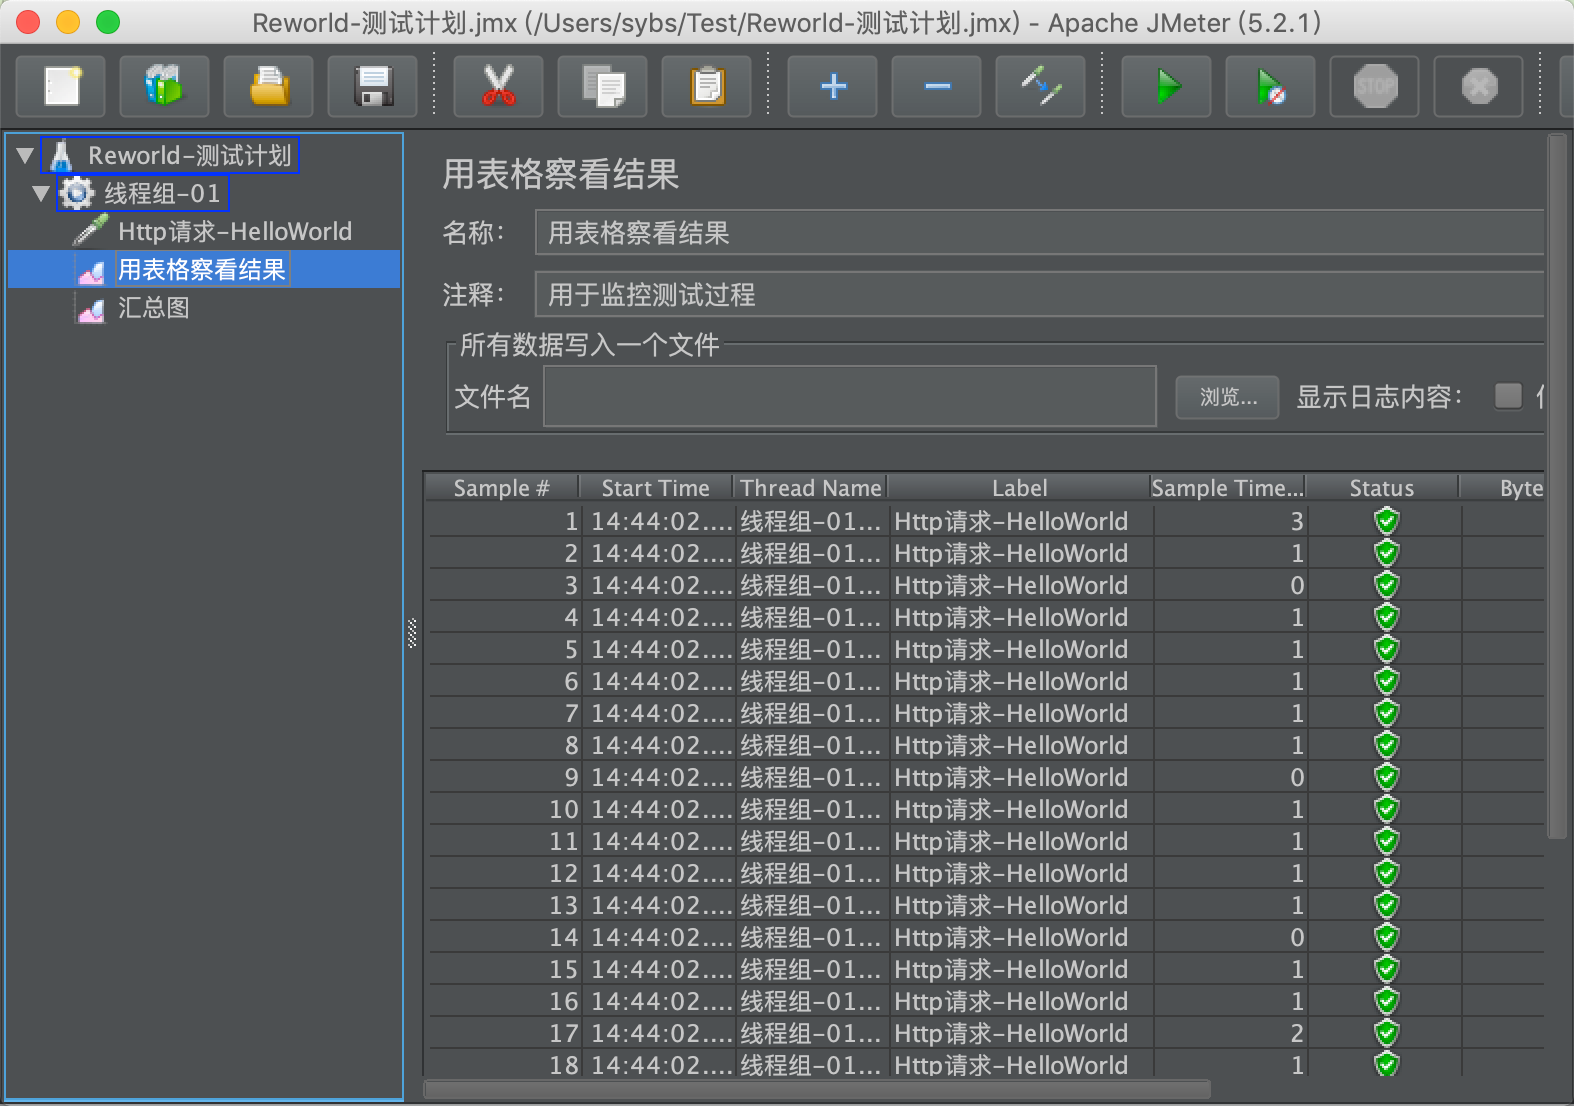 Reworld-测试计划.jmx (/Users/sybs/Test/Reworld-测试计划.jmx) - Apache JMeter (5.2.1)
STOP
Reworld-测试计划
线程组-01
Http请求-HelloWorld
用表格察看结果
汇总图
用表格察看结果
名称: 用表格察看结果
注释: 用于监控测试过程
所有数据写入一个文件
文件名 浏览... 显示日志内容:
Sample # Start Time Thread Name Label Sample Time... Status Byte
1 14:44:02.... 线程组-01... Http请求-HelloWorld 3
2 14:44:02.... 线程组-01... Http请求-HelloWorld 1
3 14:44:02.... 线程组-01... Http请求-HelloWorld 0
4 14:44:02.... 线程组-01... Http请求-HelloWorld 1
5 14:44:02.... 线程组-01... Http请求-HelloWorld 1
6 14:44:02.... 线程组-01... Http请求-HelloWorld 1
7 14:44:02.... 线程组-01... Http请求-HelloWorld 1
8 14:44:02.... 线程组-01... Http请求-HelloWorld 1
9 14:44:02.... 线程组-01... Http请求-HelloWorld 0
10 14:44:02.... 线程组-01... Http请求-HelloWorld 1
11 14:44:02.... 线程组-01... Http请求-HelloWorld 1
12 14:44:02.... 线程组-01... Http请求-HelloWorld 1
13 14:44:02.... 线程组-01... Http请求-HelloWorld 1
14 14:44:02.... 线程组-01... Http请求-HelloWorld 0
15 14:44:02.... 线程组-01... Http请求-HelloWorld 1
16 14:44:02.... 线程组-01... Http请求-HelloWorld 1
17 14:44:02.... 线程组-01... Http请求-HelloWorld 2
18 14:44:02.... 线程组-01... Http请求-HelloWorld 1